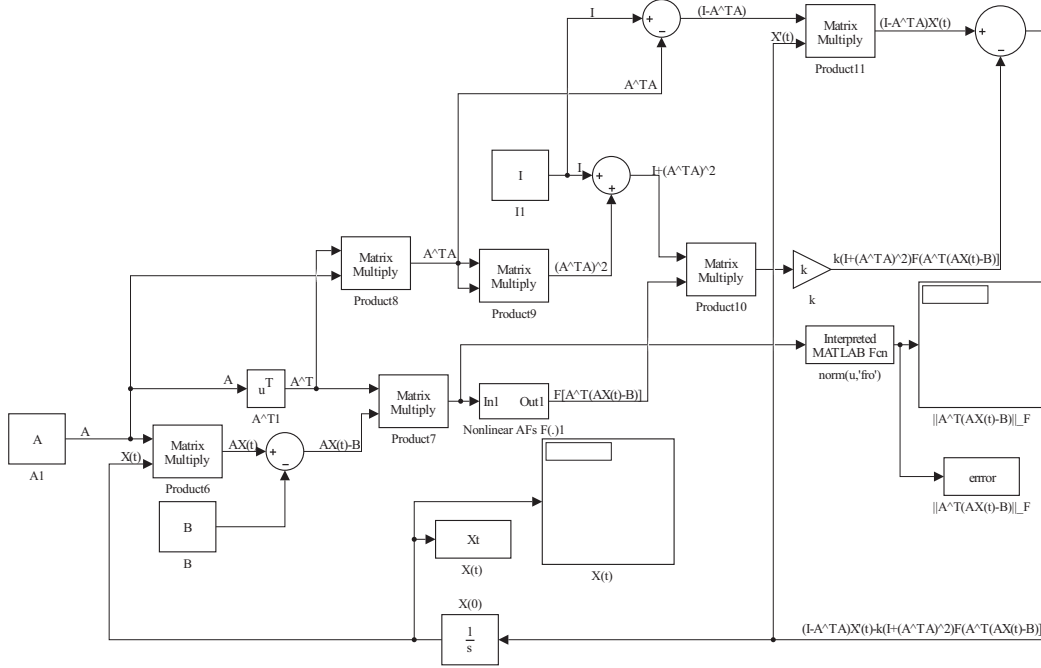 I
(I-A^TA)
Matrix
Multiply
Product11
(I-A^TA)X'(t)
X'(t)
A^TA
I
I1
I
I+(A^TA)^2
Matrix
Multiply
Product8
A^TA
Matrix
Multiply
Product9
(A^TA)^2
Matrix
Multiply
Product10
k
k
k(I+(A^TA)^2)F[A^T(AX(t)-B)]
Interpreted
MATLAB Fcn
norm(u,'fro')
||A^T(AX(t)-B)||_F
A
u^T
A^T
A^T1
Matrix
Multiply
Product7
In1 Out1
Nonlinear AFs F(.)1
F[A^T(AX(t)-B)]
A
A1
A
X(t)
Matrix
Multiply
Product6
AX(t)
AX(t)-B
B
B
errror
||A^T(AX(t)-B)||_F
Xt
X(t)
X(t)
X(0)
1
s
(I-A^TA)X'(t)-k(I+(A^TA)^2)F(A^T(AX(t)-B)]